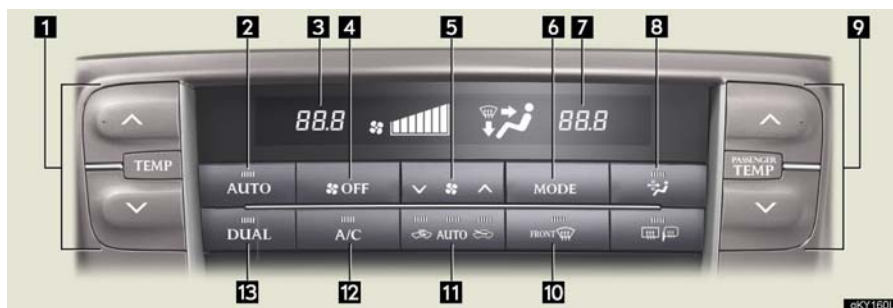 1 2 3 4 5 6 7 8 9
88.8 88.8
TEMP
PASSENGER
TEMP
AUTO OFF MODE
DUAL A/C AUTO FRONT
13 12 11 10